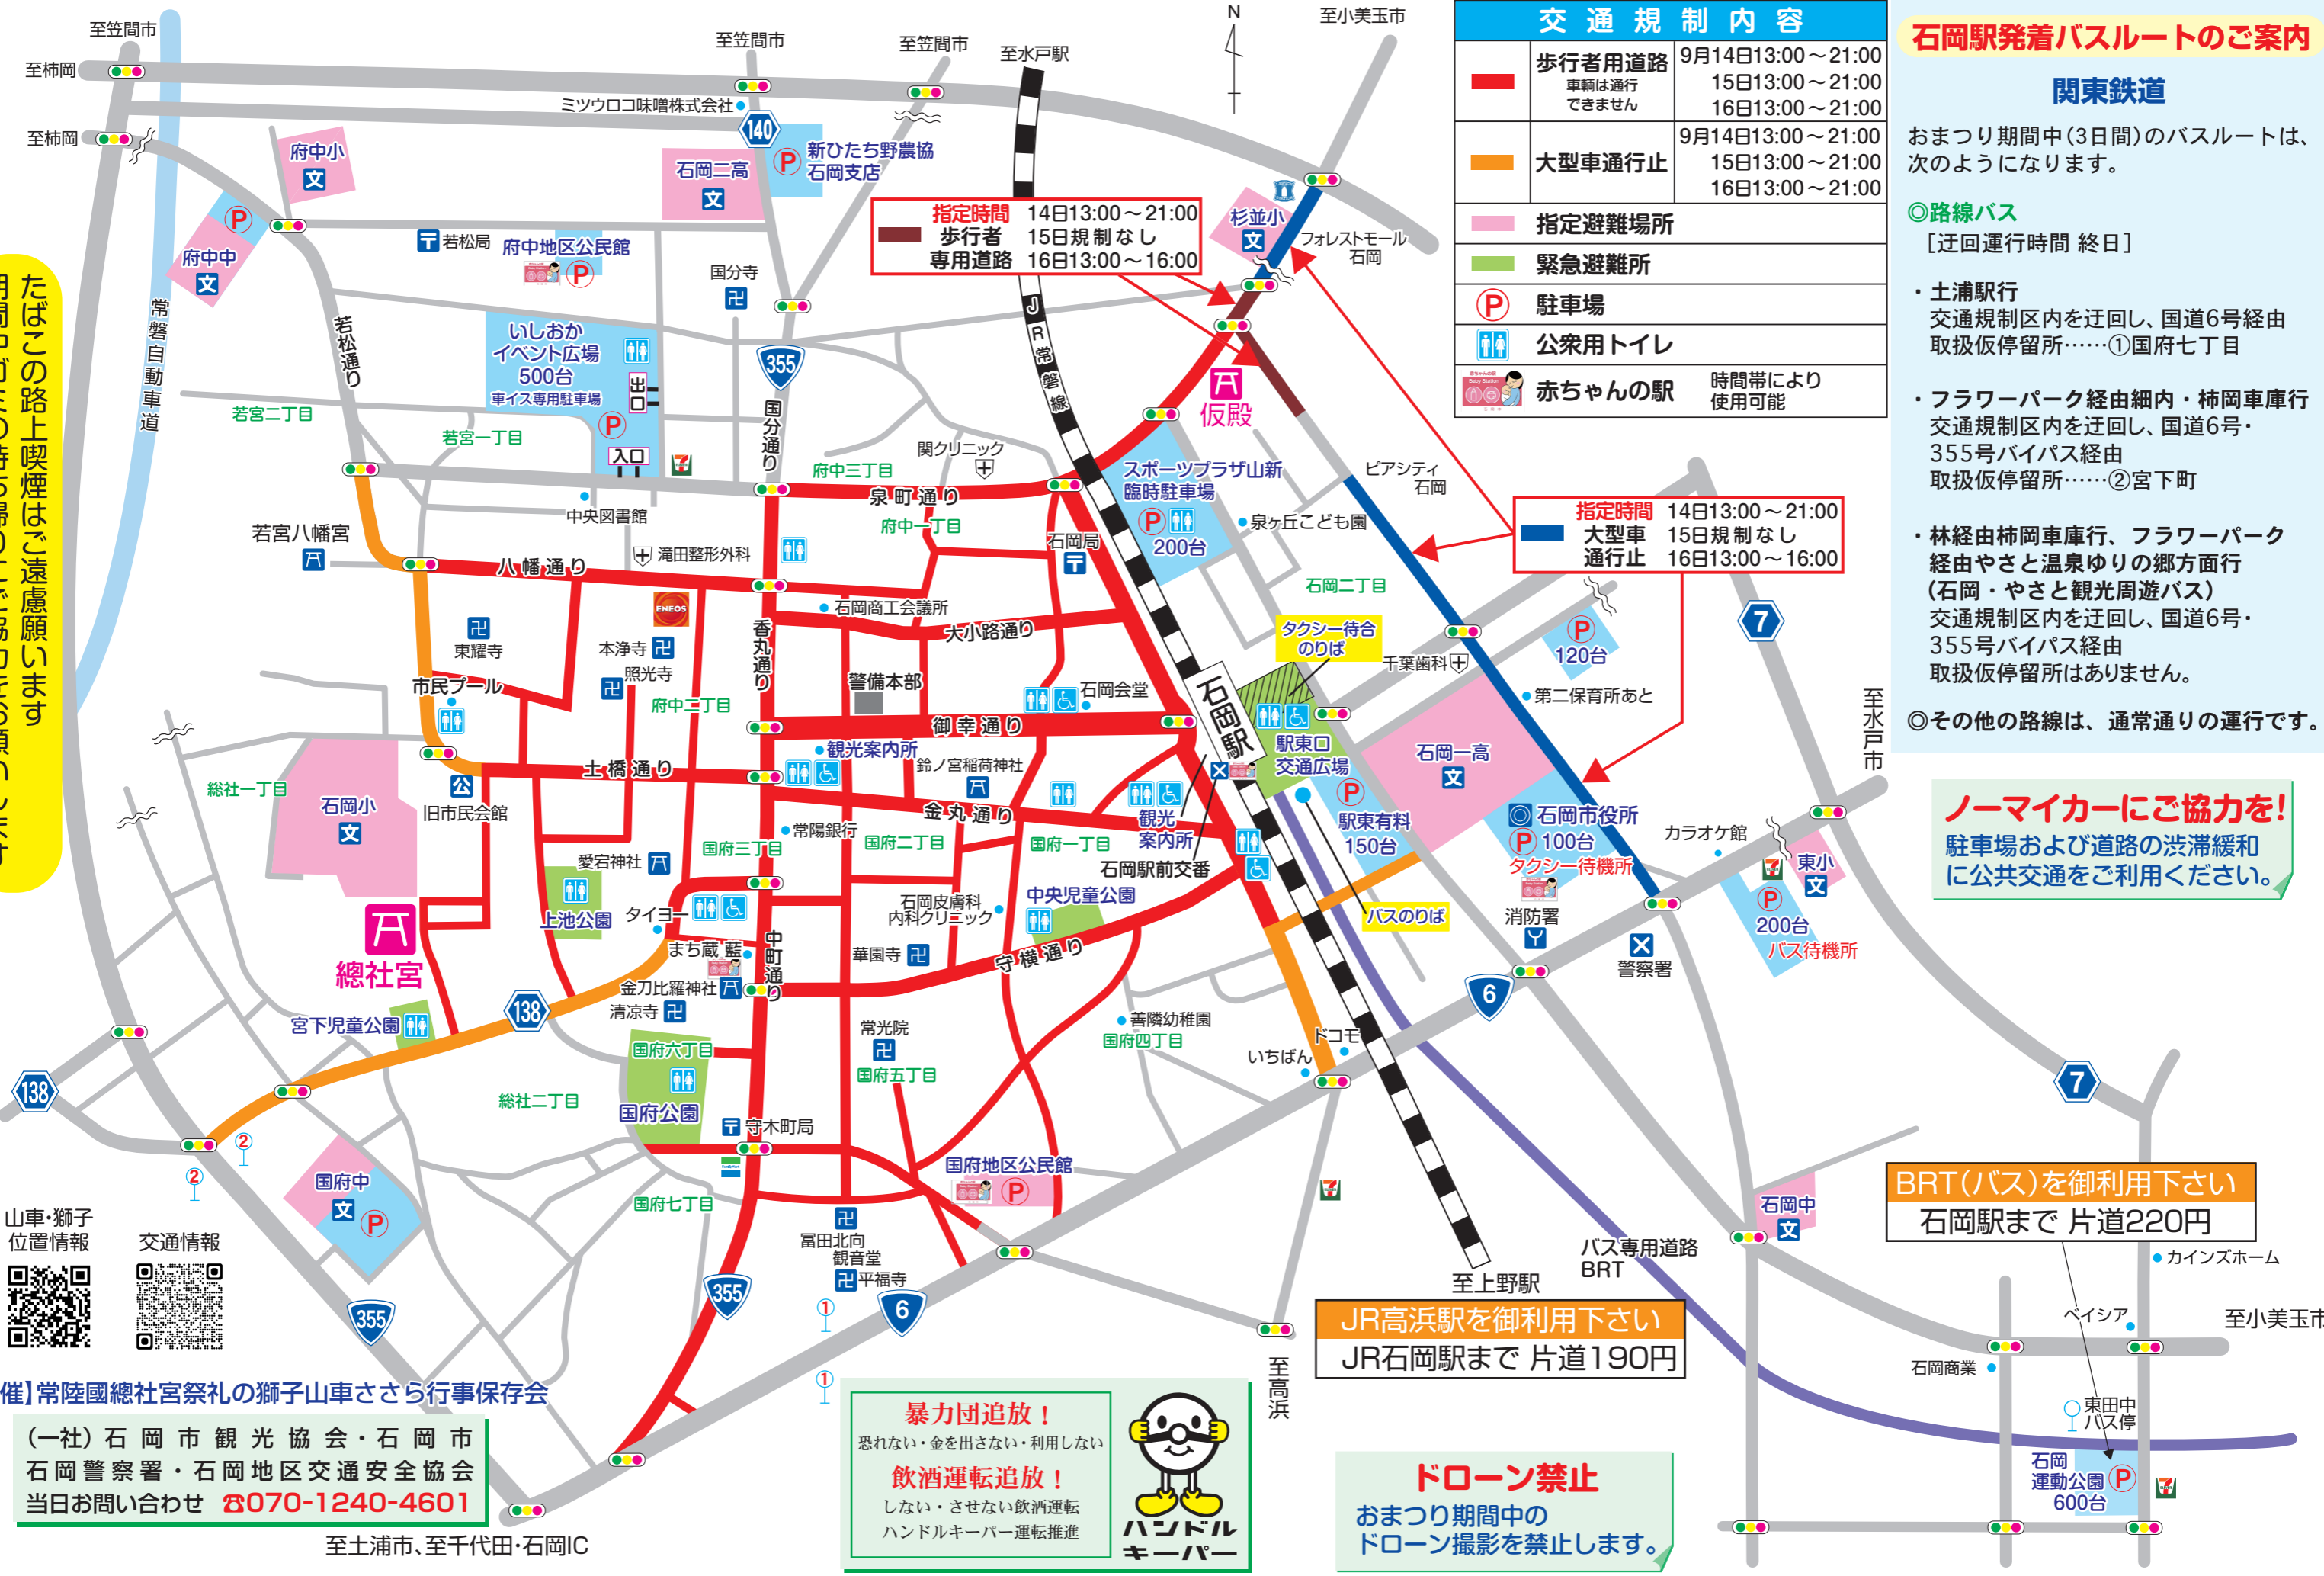 至笠間市
至柿岡
至柿岡
至笠間市
至笠間市
至水戸駅
N
至小美玉市
ミツウロコ味噌株式会社
140
新ひたち野農協
石岡支店
P
府中小
文
石岡二高
文
P
府中中
文
常磐自動車道
若松通り
〒若松局
府中地区公民館
P
国分寺
卍
指定時間 14日13:00～21:00
歩行者 15日規制なし
専用道路 16日13:00～16:00
杉並小
文
フォレストモール
石岡
JR常磐線
いしおか
イベント広場
500台
車イス専用駐車場
出口
P
入口
355
国分通り
若宮二丁目
若宮一丁目
仮殿
関クリニック
府中三丁目
泉町通り
府中一丁目
中央図書館
若宮八幡宮
八幡通り
滝田整形外科
石岡局
〒
スポーツプラザ山新
臨時駐車場
P
200台
ピアシティ
石岡
泉ヶ丘こども園
石岡二丁目
指定時間 14日13:00～21:00
大型車 15日規制なし
通行止 16日13:00～16:00
ENEOS
石岡商工会議所
大小路通り
香丸通り
卍
東耀寺
本浄寺 卍
照光寺
卍
市民プール
府中二丁目
警備本部
石岡会堂
御幸通り
石岡駅
タクシー待合
のりば
千葉歯科
P
120台
7
第二保育所あと
至水戸市
駅東口
交通広場
石岡一高
文
観光案内所
土橋通り
鈴ノ宮稲荷神社
金丸通り
総社一丁目
石岡小
文
公
旧市民会館
常陽銀行
国府三丁目
国府二丁目
国府一丁目
観光
案内所
石岡駅前交番
P
駅東有料
150台
石岡市役所
P 100台
タクシー待機所
カラオケ館
東小
文
P
200台
バス待機所
愛宕神社
上池公園
タイヨー
まち蔵 藍
中町通り
石岡皮膚科
内科クリニック
中央児童公園
バスのりば
消防署
警察署
總社宮
華園寺 卍
守横通り
金刀比羅神社
清凉寺 卍
138
宮下児童公園
6
国府六丁目
常光院
卍
国府五丁目
善隣幼稚園
国府四丁目
いちばん
ドコモ
138
総社二丁目
国府公園
〒守木町局
FamilyMart
7
②
②
国府中
文
P
国府七丁目
国府地区公民館
P
卍
冨田北向
観音堂
卍平福寺
355
355
6
①
①
石岡中
文
バス専用道路
BRT
至上野駅
至高浜
カインズホーム
ベイシア
至小美玉市
石岡商業
東田中
バス停
石岡
運動公園
600台
P
BRT（バス）を御利用下さい
石岡駅まで 片道220円
JR高浜駅を御利用下さい
JR石岡駅まで 片道190円
交通規制内容
歩行者用道路
車輌は通行
できません
9月14日13:00～21:00
15日13:00～21:00
16日13:00～21:00
大型車通行止
9月14日13:00～21:00
15日13:00～21:00
16日13:00～21:00
指定避難場所
緊急避難所
P 駐車場
公衆用トイレ
赤ちゃんの駅 時間帯により
使用可能
石岡駅発着バスルートのご案内
関東鉄道
おまつり期間中（3日間）のバスルートは、
次のようになります。
◎路線バス
［迂回運行時間 終日］
・土浦駅行
交通規制区内を迂回し、国道6号経由
取扱仮停留所……①国府七丁目
・フラワーパーク経由細内・柿岡車庫行
交通規制区内を迂回し、国道6号・
355号バイパス経由
取扱仮停留所……②宮下町
・林経由柿岡車庫行、フラワーパーク
経由やさと温泉ゆりの郷方面行
（石岡・やさと観光周遊バス）
交通規制区内を迂回し、国道6号・
355号バイパス経由
取扱仮停留所はありません。
◎その他の路線は、通常通りの運行です。
ノーマイカーにご協力を!
駐車場および道路の渋滞緩和
に公共交通をご利用ください。
たばこの路上喫煙はご遠慮願います
期間中ゴミの持ち帰りにご協力をお願いします
山車・獅子
位置情報
交通情報
催】常陸國總社宮祭礼の獅子山車ささら行事保存会
（一社）石岡市観光協会・石岡市
石岡警察署・石岡地区交通安全協会
当日お問い合わせ ☎070-1240-4601
至土浦市、至千代田・石岡IC
暴力団追放！
恐れない・金を出さない・利用しない
飲酒運転追放！
しない・させない飲酒運転
ハンドルキーパー運転推進
ハンドル
キーパー
ドローン禁止
おまつり期間中の
ドローン撮影を禁止します。